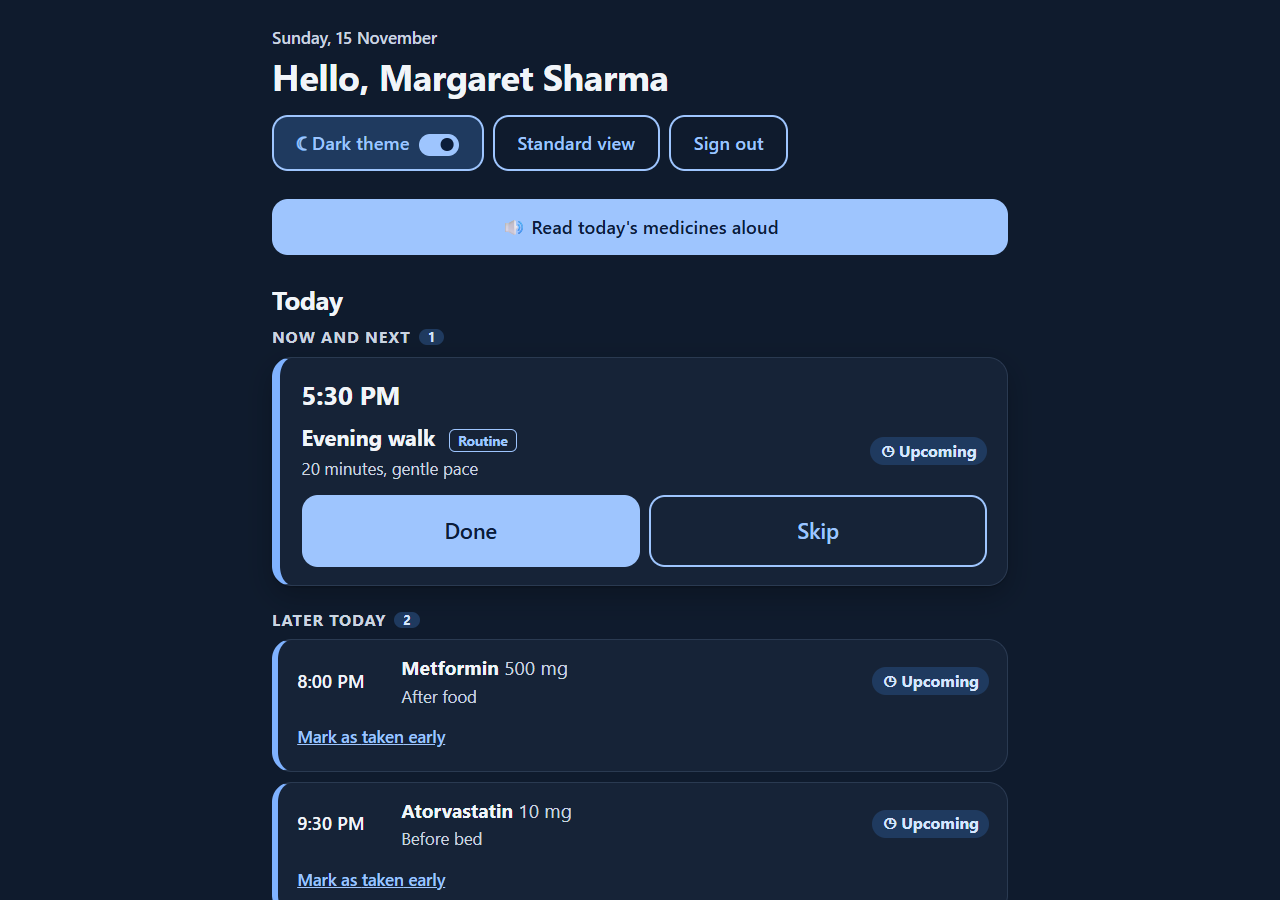 Sunday, 15 November
Hello, Margaret Sharma
Dark theme
Standard view
Sign out
Read today's medicines aloud
Today
NOW AND NEXT 1
5:30 PM
Evening walk Routine
20 minutes, gentle pace
Upcoming
Done
Skip
LATER TODAY 2
8:00 PM
Metformin 500 mg
After food
Upcoming
Mark as taken early
9:30 PM
Atorvastatin 10 mg
Before bed
Upcoming
Mark as taken early